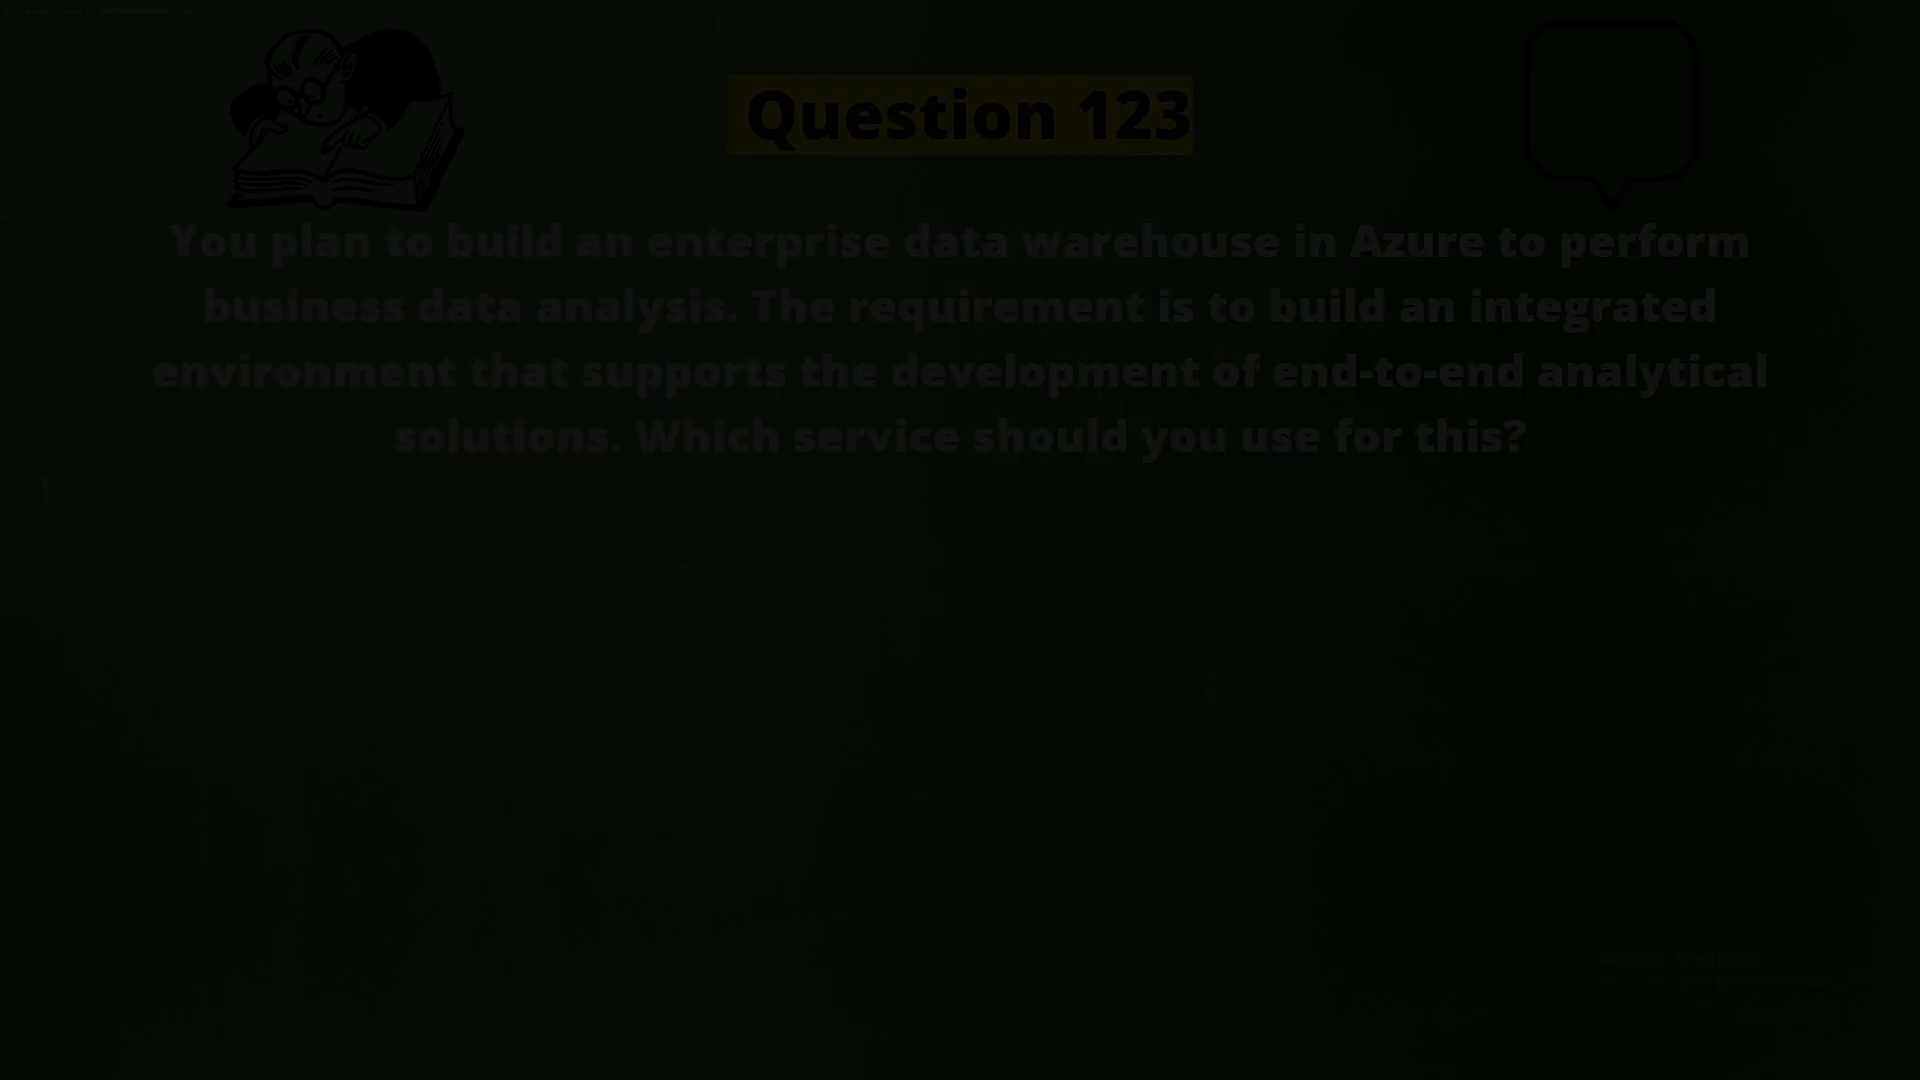 Question 123
You plan to build an enterprise data warehouse in Azure to perform
business data analysis. The requirement is to build an integrated
environment that supports the development of end-to-end analytical
solutions. Which service should you use for this?